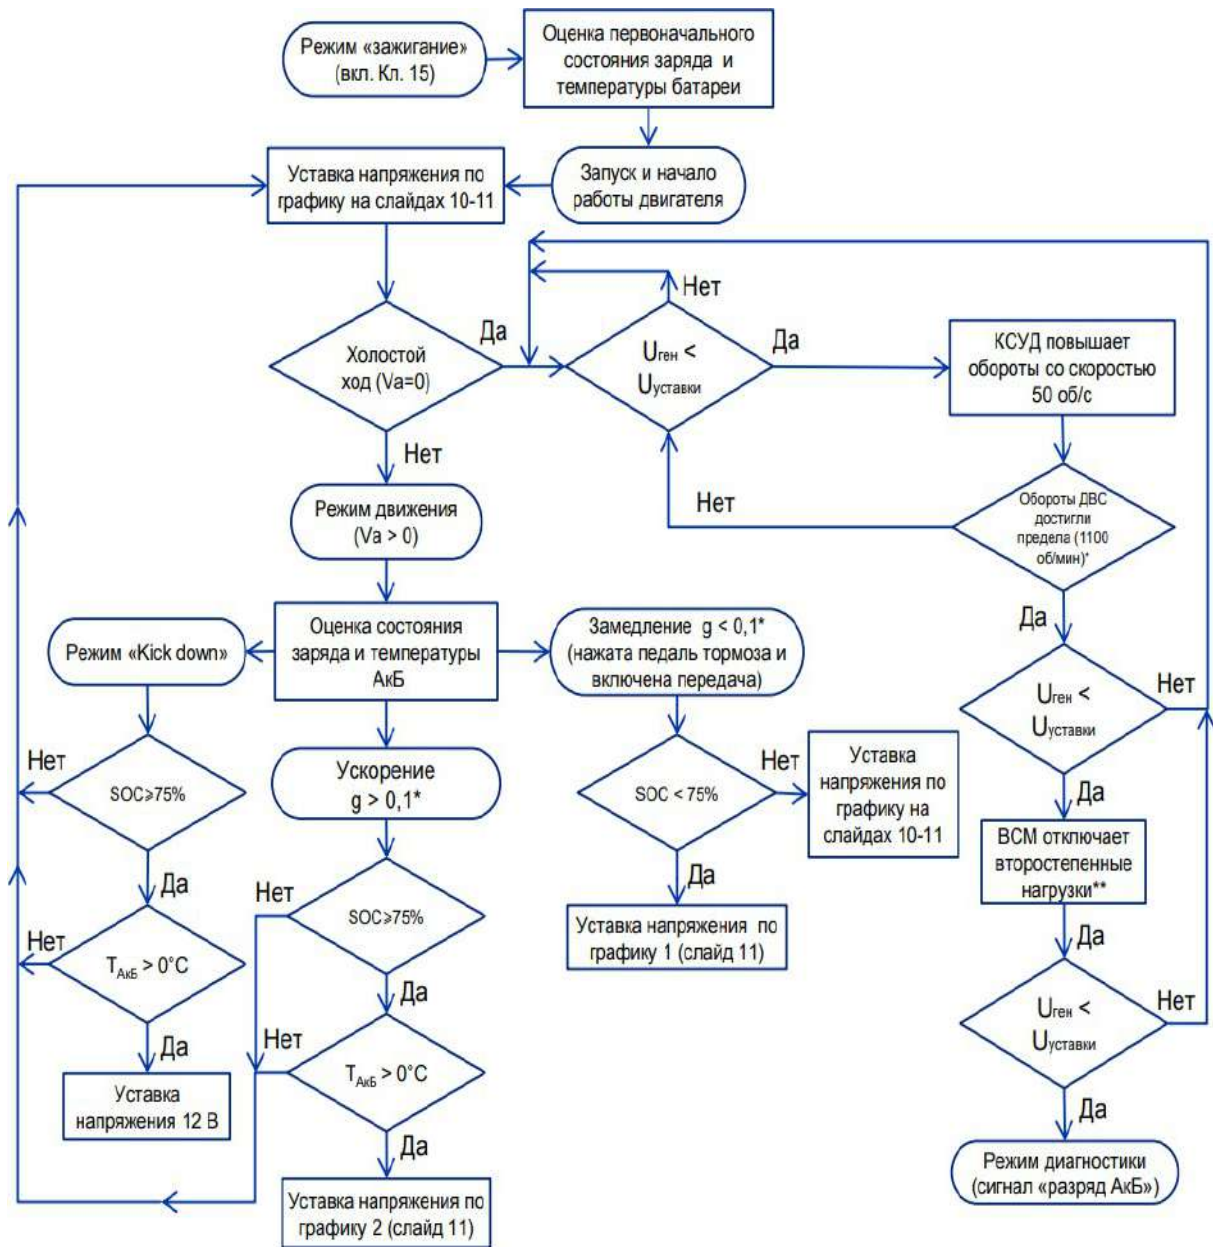 Режим «зажигание»
(вкл. Кл. 15)
Оценка первоначального
состояния заряда и
температуры батареи
Уставка напряжения по
графику на слайдах 10-11
Запуск и начало
работы двигателя
Нет
Холостой
ход (Va=0)
Да
Uген <
Uуставки
Да
КСУД повышает
обороты со скоростью
50 об/с
Нет
Режим движения
(Va > 0)
Нет
Обороты ДВС
достигли
предела (1100
об/мин)*
Да
Режим «Kick down»
Оценка состояния
заряда и температуры
АкБ
Замедление g < 0,1*
(нажата педаль тормоза и
включена передача)
Uген <
Uуставки
Нет
Да
Нет
SOC≥75%
Да
Ускорение
g > 0,1*
SOC < 75%
Нет
Да
Уставка
напряжения по
графику на
слайдах 10-11
ВСМ отключает
второстепенные
нагрузки**
Да
Нет
TАкБ > 0°C
Да
Нет
SOC≥75%
Да
Уставка напряжения по
графику 1 (слайд 11)
Uген <
Uуставки
Нет
Да
Уставка
напряжения 12 В
Нет
TАкБ > 0°C
Да
Уставка напряжения по
графику 2 (слайд 11)
Режим диагностики
(сигнал «разряд АкБ»)